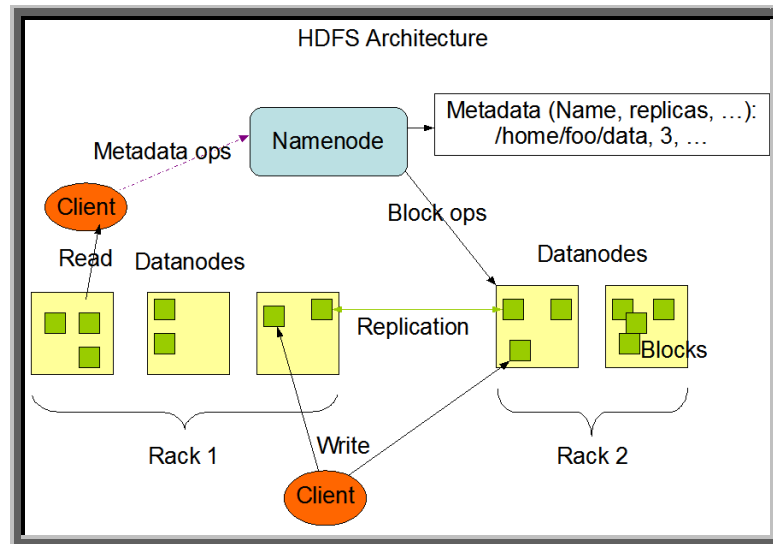 HDFS Architecture
Metadata (Name, replicas, …):
/home/foo/data, 3, …
Namenode
Metadata ops
Client
Block ops
Read
Datanodes
Datanodes
Replication
Blocks
Rack 1
Write
Rack 2
Client